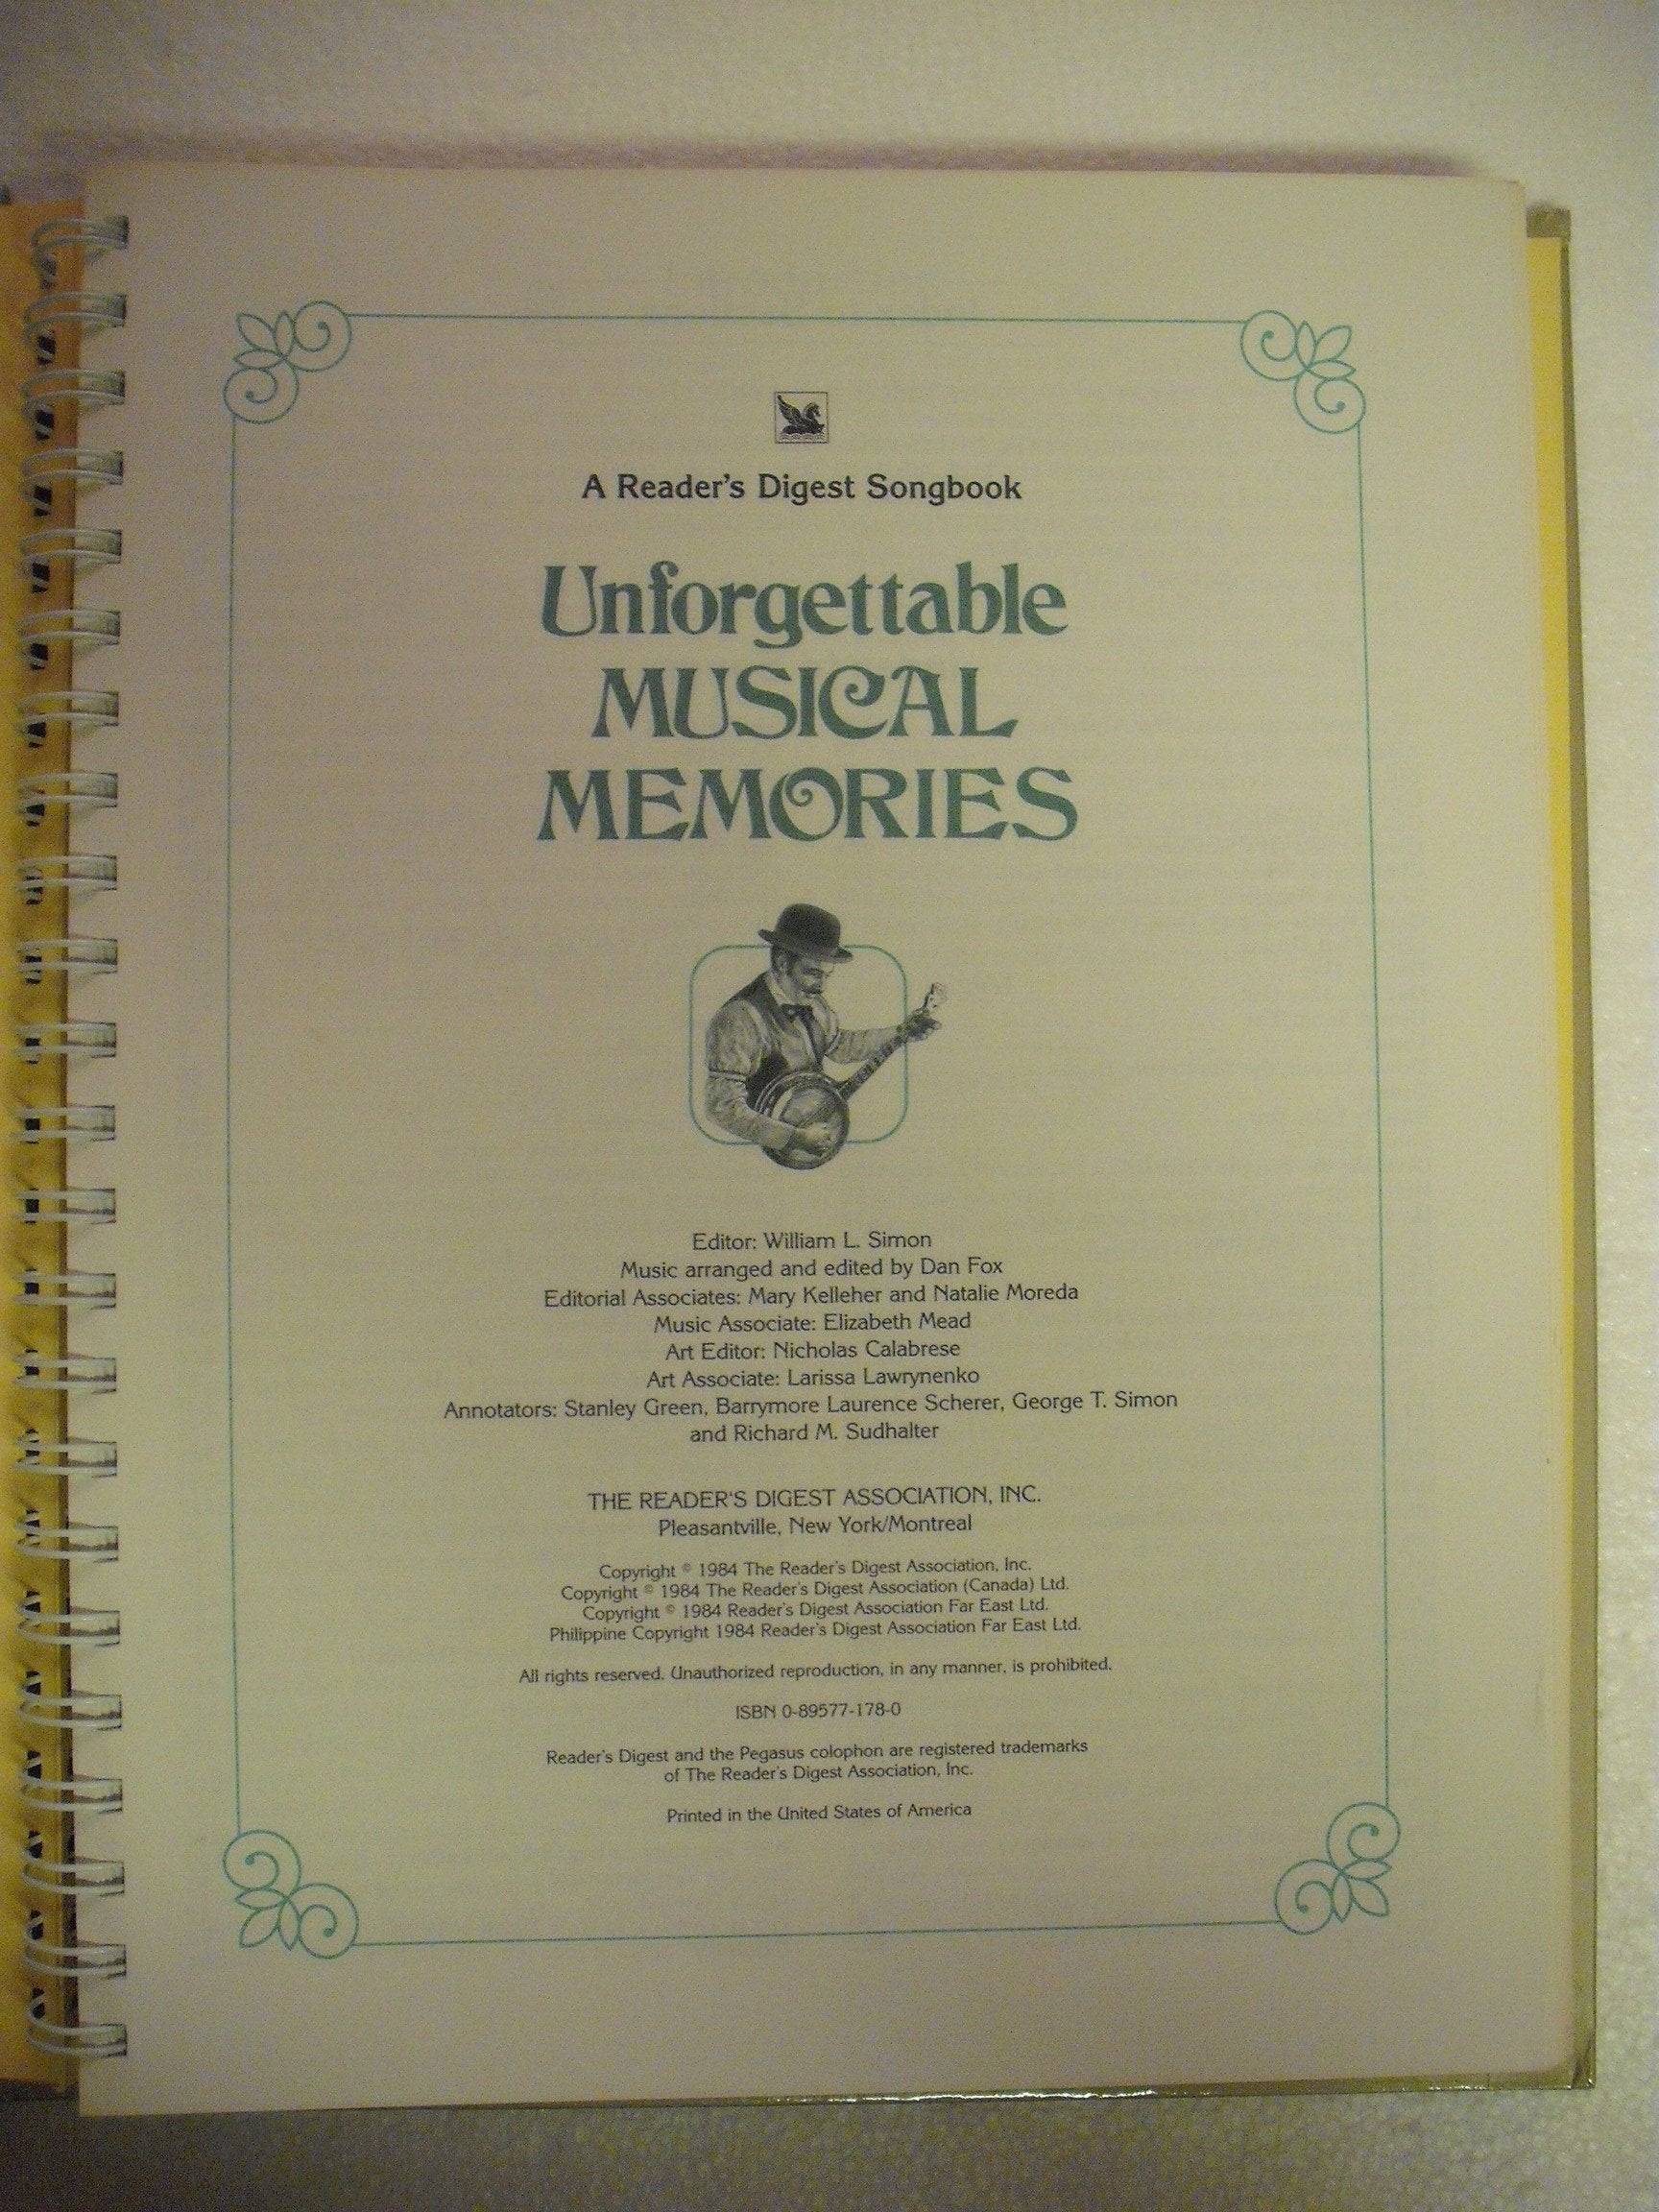 A Reader's Digest Songbook
Unforgettable
MUSICAL
MEMORIES
Editor: William L. Simon
Music arranged and edited by Dan Fox
Editorial Associates: Mary Kelleher and Natalie Moreda
Music Associate: Elizabeth Mead
Art Editor: Nicholas Calabrese
Art Associate: Larissa Lawrynenko
Annotators: Stanley Green, Barrymore Laurence Scherer, George T. Simon
and Richard M. Sudhalter
THE READER'S DIGEST ASSOCIATION, INC.
Pleasantville, New York/Montreal
Copyright © 1984 The Reader's Digest Association, Inc.
Copyright © 1984 The Reader's Digest Association (Canada) Ltd.
Copyright © 1984 Reader's Digest Association Far East Ltd.
Philippine Copyright 1984 Reader's Digest Association Far East Ltd.
All rights reserved. Unauthorized reproduction, in any manner, is prohibited.
ISBN 0-89577-178-0
Reader's Digest and the Pegasus colophon are registered trademarks
of The Reader's Digest Association, Inc.
Printed in the United States of America